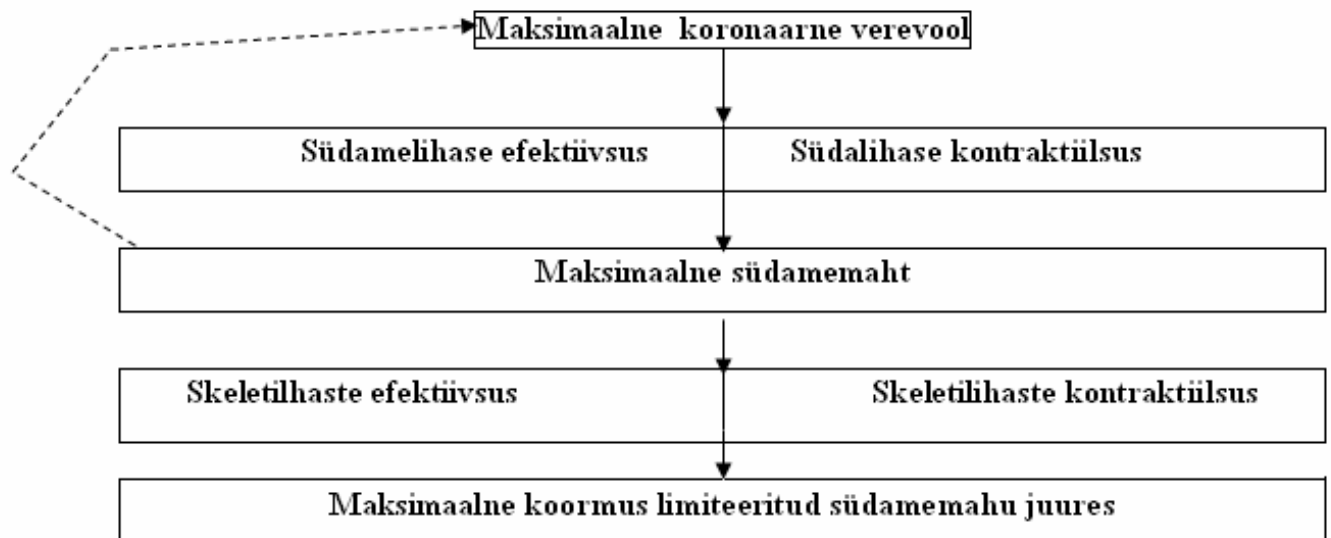 Maksimaalne koronaarne verevool
Südamelihase efektiivsus Südalihase kontraktiilsus
Maksimaalne südamemaht
Skeletilhaste efektiivsus Skeletilihaste kontraktiilsus
Maksimaalne koormus limiteeritud südamemahu juures